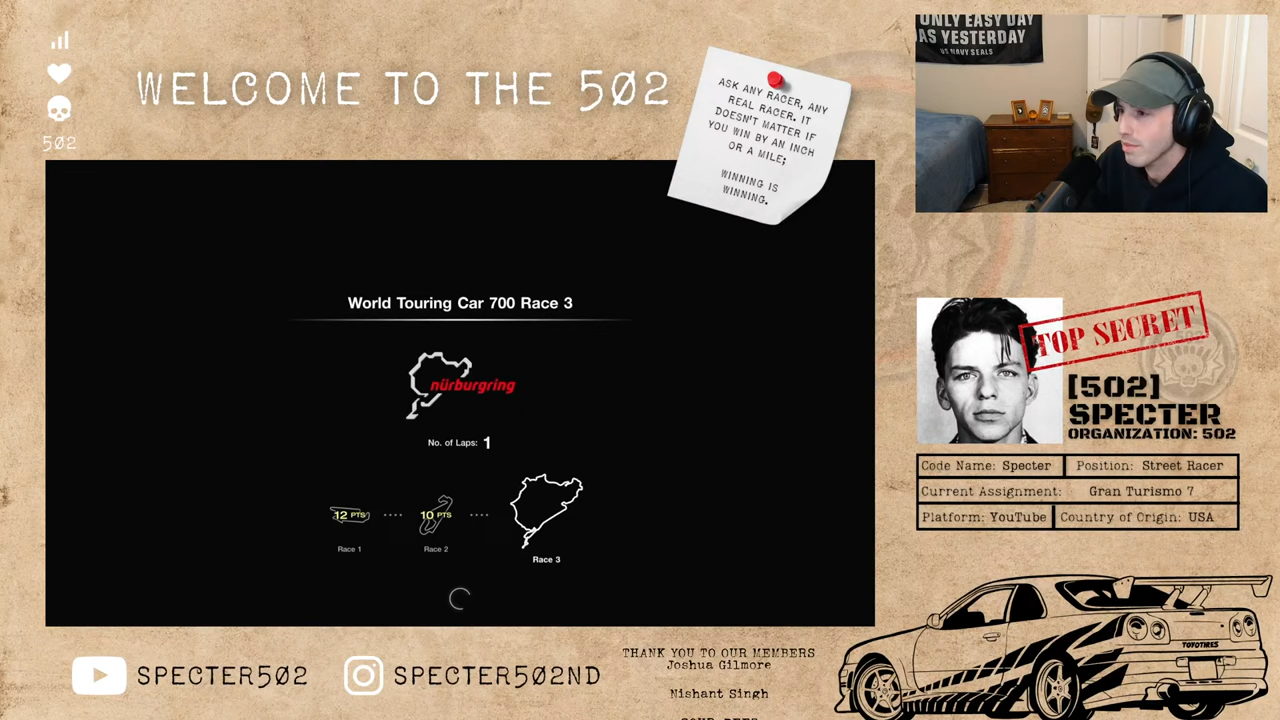 WELCOME TO THE 502
502
ASK ANY RACER, ANY
REAL RACER. IT
DOESN'T MATTER IF
YOU WIN BY AN INCH
OR A MILE;
WINNING IS
WINNING.
ONLY EASY DAY
AS YESTERDAY
US NAVY SEALS
World Touring Car 700 Race 3
nürburgring
No. of Laps: 1
12 PTS
10 PTS
Race 1
Race 2
Race 3
TOP SECRET
[502]
SPECTER
ORGANIZATION: 502
Code Name: Specter
Position: Street Racer
Current Assignment: Gran Turismo 7
Platform: YouTube
Country of Origin: USA
TOYOTIRES
SPECTER502
SPECTER502ND
THANK YOU TO OUR MEMBERS
Joshua Gilmore
Nishant Singh